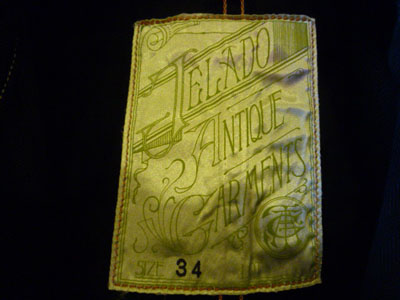 JELADO
ANTIQUE
GARMENTS
SIZE 34